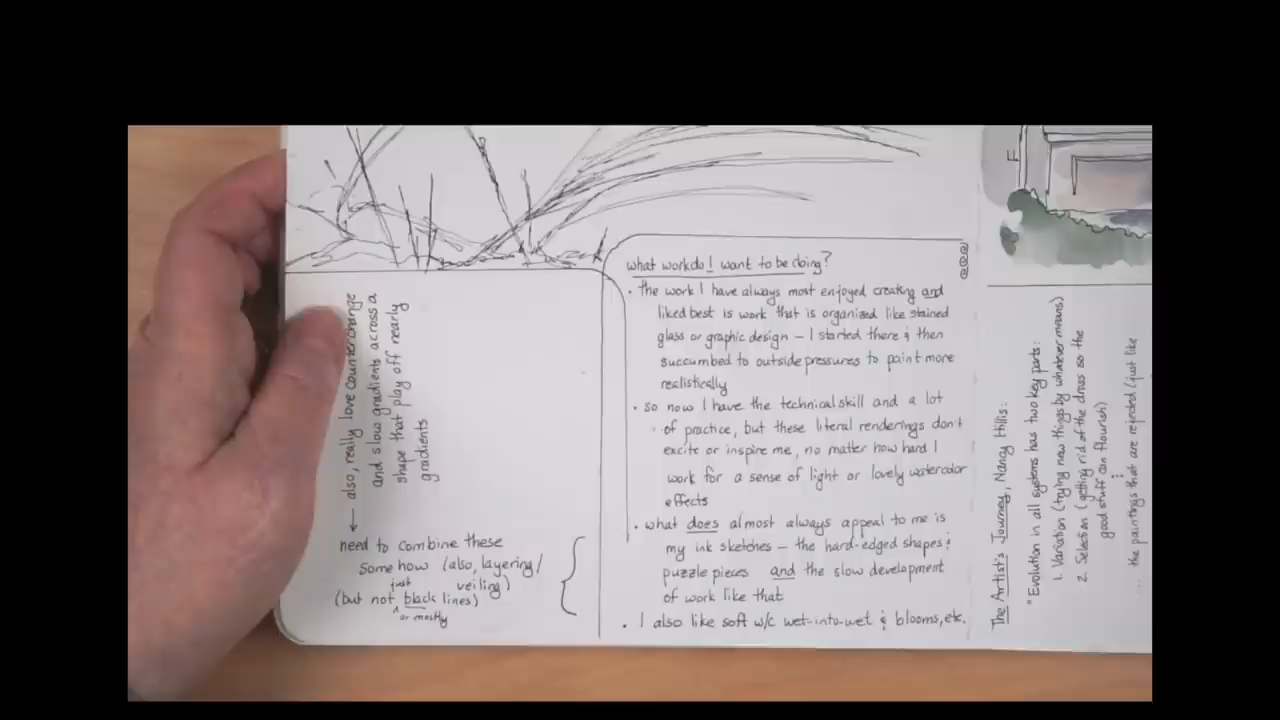 what work do I want to be doing?
• the work I have always most enjoyed creating and
liked best is work that is organized like stained
glass or graphic design – I started there & then
succumbed to outside pressures to paint more
realistically
• so now I have the technical skill and a lot
of practice, but these literal renderings don't
excite or inspire me, no matter how hard I
work for a sense of light or lovely watercolor
effects
• what does almost always appeal to me is
my ink sketches – the hard-edged shapes &
puzzle pieces and the slow development
of work like that
• I also like soft w/c wet-into-wet & blooms, etc.
need to combine these
some how (also, layering/
veiling)
(but not just black lines)
or mostly
← also, really love counterchange
and slow gradients across a
shape that play off nearly
gradients
The Artist's Journey, Nancy Hillis:
"Evolution in all systems has two key parts:
1. Variation (trying new things by whatever means)
2. Selection (getting rid of the dross so the
good stuff can flourish)
... the paintings that are rejected (just like